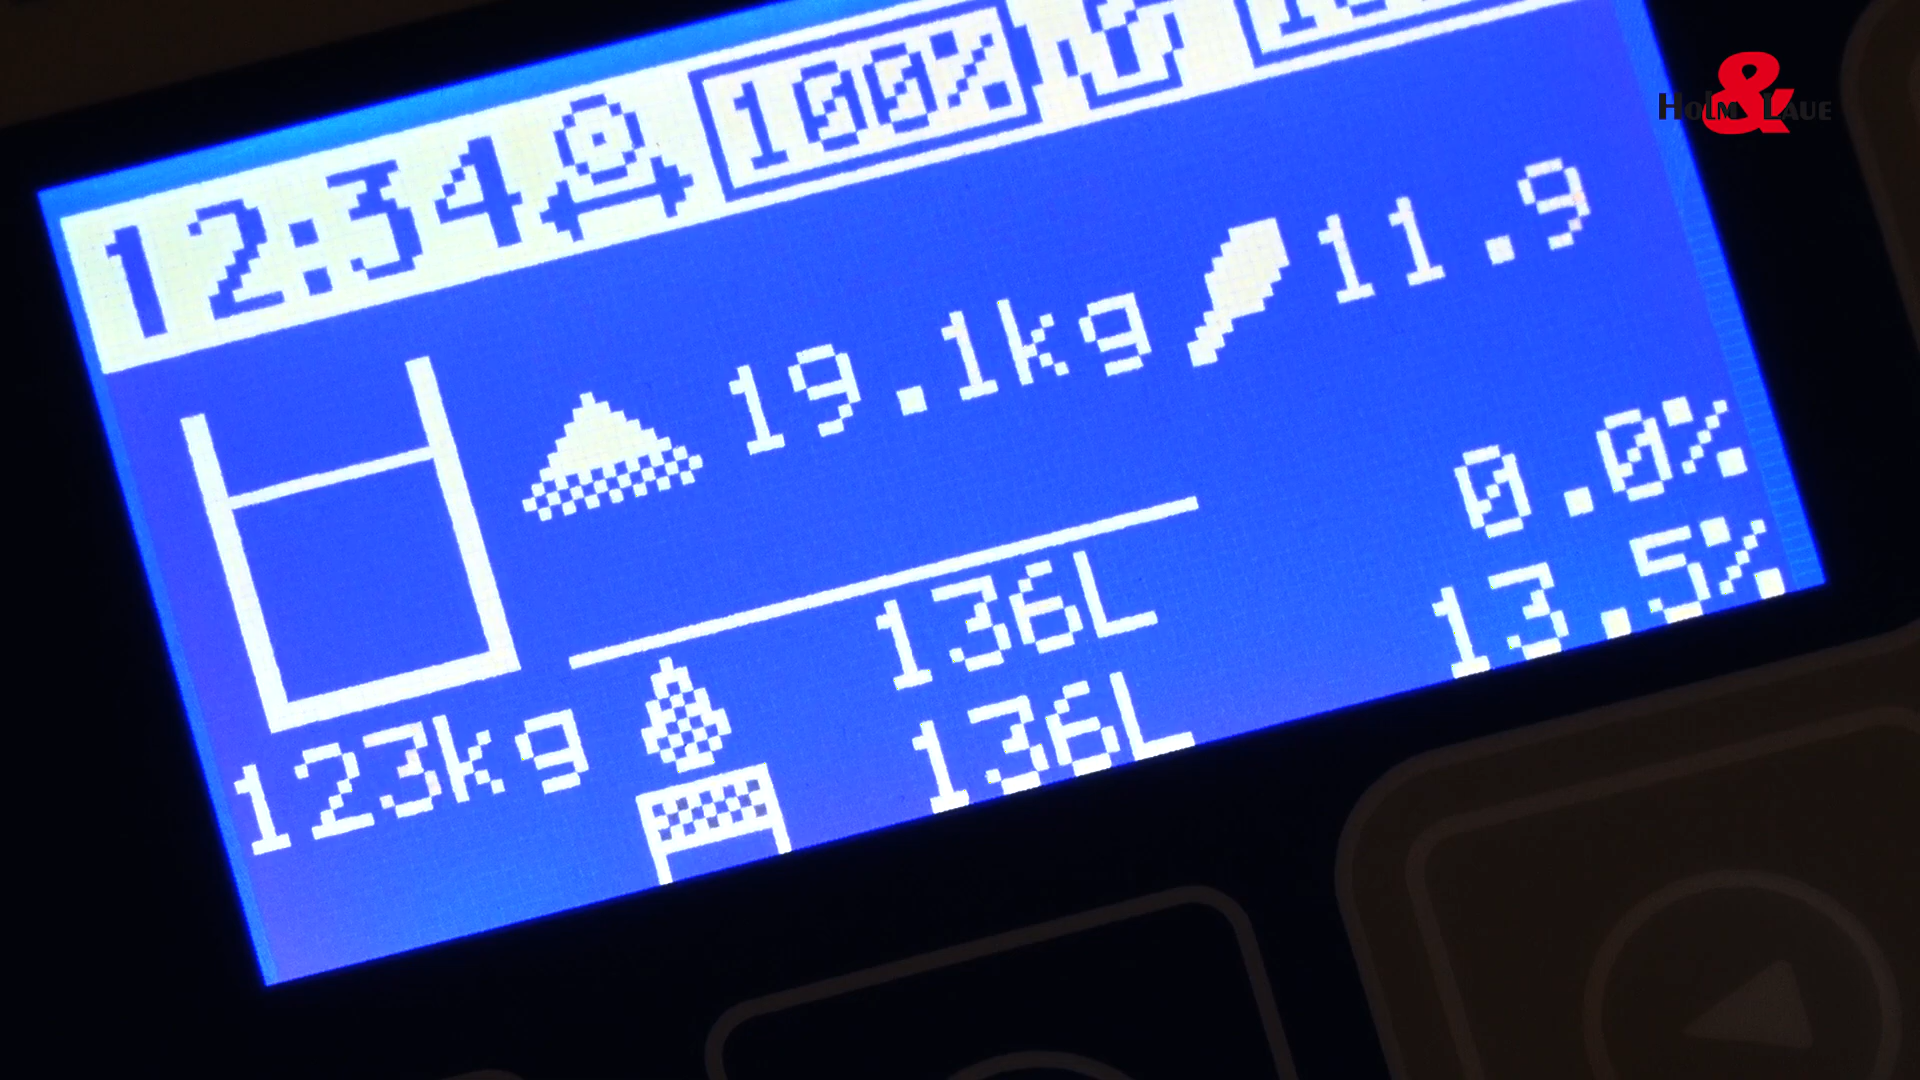 12:34 100%
Holm & Laue
19.1kg 11.9
0.0%
136L 13.5%
123kg 136L